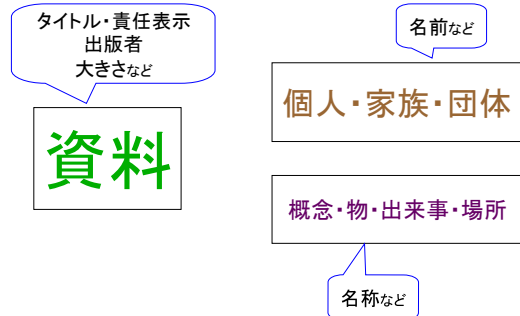 タイトル・責任表示
出版者
大きさなど
資料
名前など
個人・家族・団体
概念・物・出来事・場所
名称など